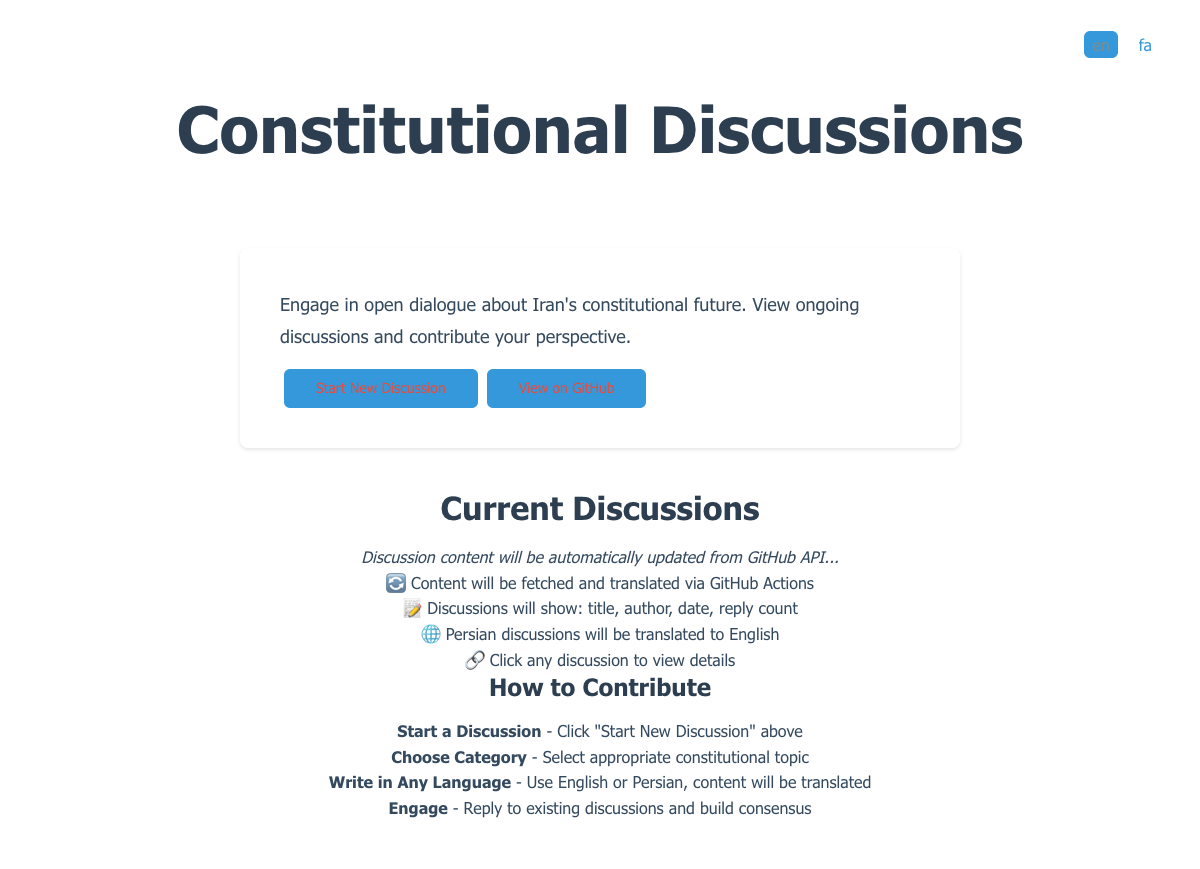 en fa
Constitutional Discussions
Engage in open dialogue about Iran's constitutional future. View ongoing
discussions and contribute your perspective.
Start New Discussion View on GitHub
Current Discussions
Discussion content will be automatically updated from GitHub API...
Content will be fetched and translated via GitHub Actions
Discussions will show: title, author, date, reply count
Persian discussions will be translated to English
Click any discussion to view details
How to Contribute
Start a Discussion - Click "Start New Discussion" above
Choose Category - Select appropriate constitutional topic
Write in Any Language - Use English or Persian, content will be translated
Engage - Reply to existing discussions and build consensus